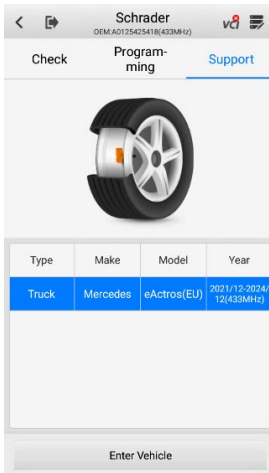 Schrader
OEM:A0125425418(433MHz)
Check
Program-
ming
Support
Type Make Model Year
Truck Mercedes eActros(EU) 2021/12-2024/
12(433MHz)
Enter Vehicle